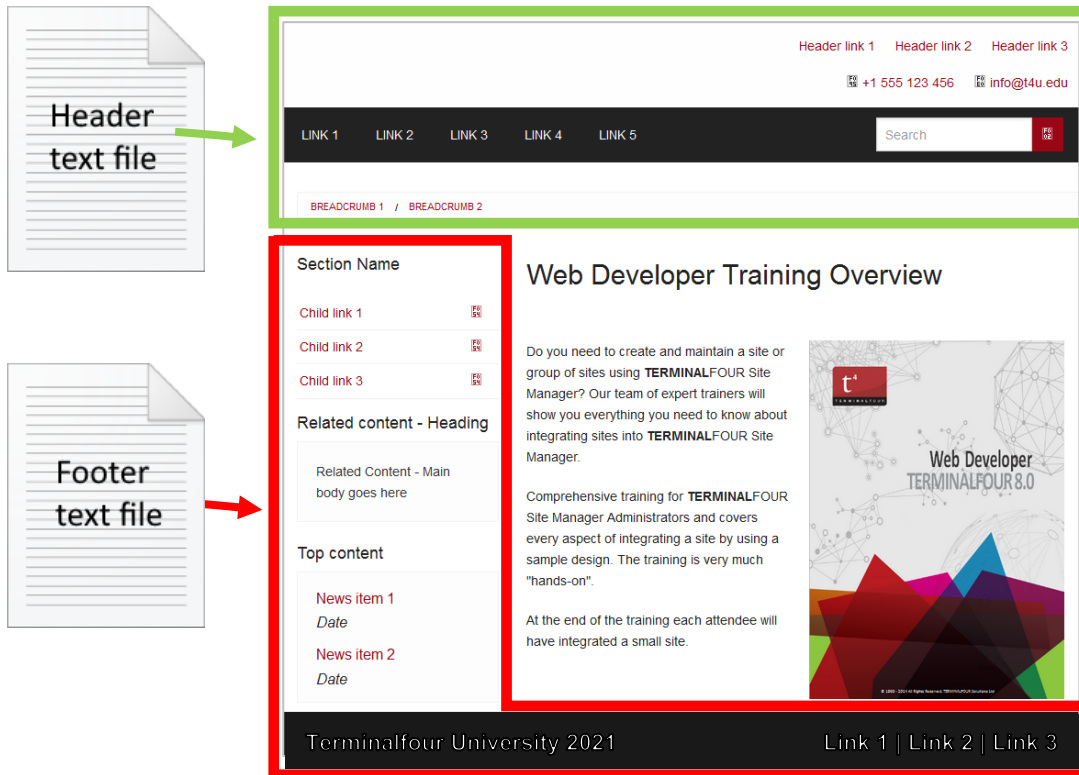 Header
text file
Header link 1 Header link 2 Header link 3
+1 555 123 456 info@t4u.edu
LINK 1 LINK 2 LINK 3 LINK 4 LINK 5 Search
BREADCRUMB 1 / BREADCRUMB 2
Footer
text file
Section Name
Child link 1
Child link 2
Child link 3
Related content - Heading
Related Content - Main
body goes here
Top content
News item 1
Date
News item 2
Date
Web Developer Training Overview
Do you need to create and maintain a site or
group of sites using TERMINALFOUR Site
Manager? Our team of expert trainers will
show you everything you need to know about
integrating sites into TERMINALFOUR Site
Manager.
Comprehensive training for TERMINALFOUR
Site Manager Administrators and covers
every aspect of integrating a site by using a
sample design. The training is very much
"hands-on".
At the end of the training each attendee will
have integrated a small site.
t4
TERMINALFOUR
Web Developer
TERMINALFOUR 8.0
Terminalfour University 2021 Link 1 | Link 2 | Link 3